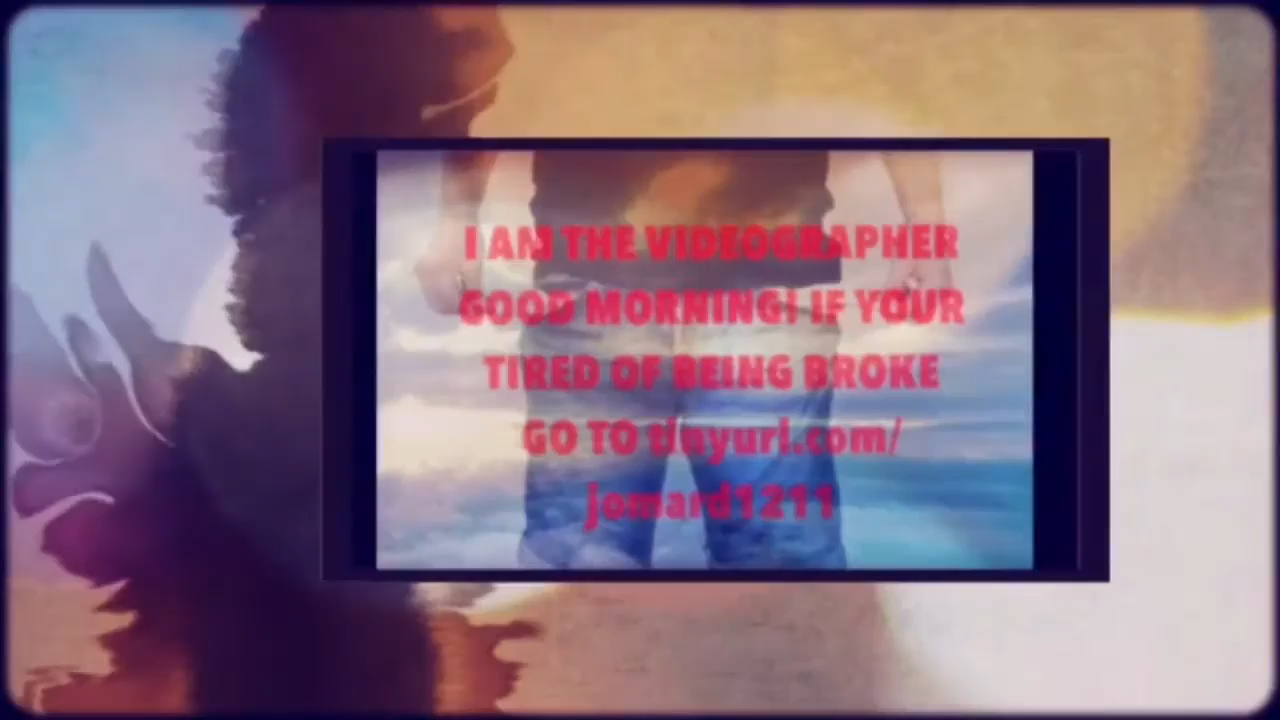 I AM THE VIDEOGRAPHER
GOOD MORNING! IF YOUR
TIRED OF BEING BROKE
GO TO tinyurl.com/
jomard1211